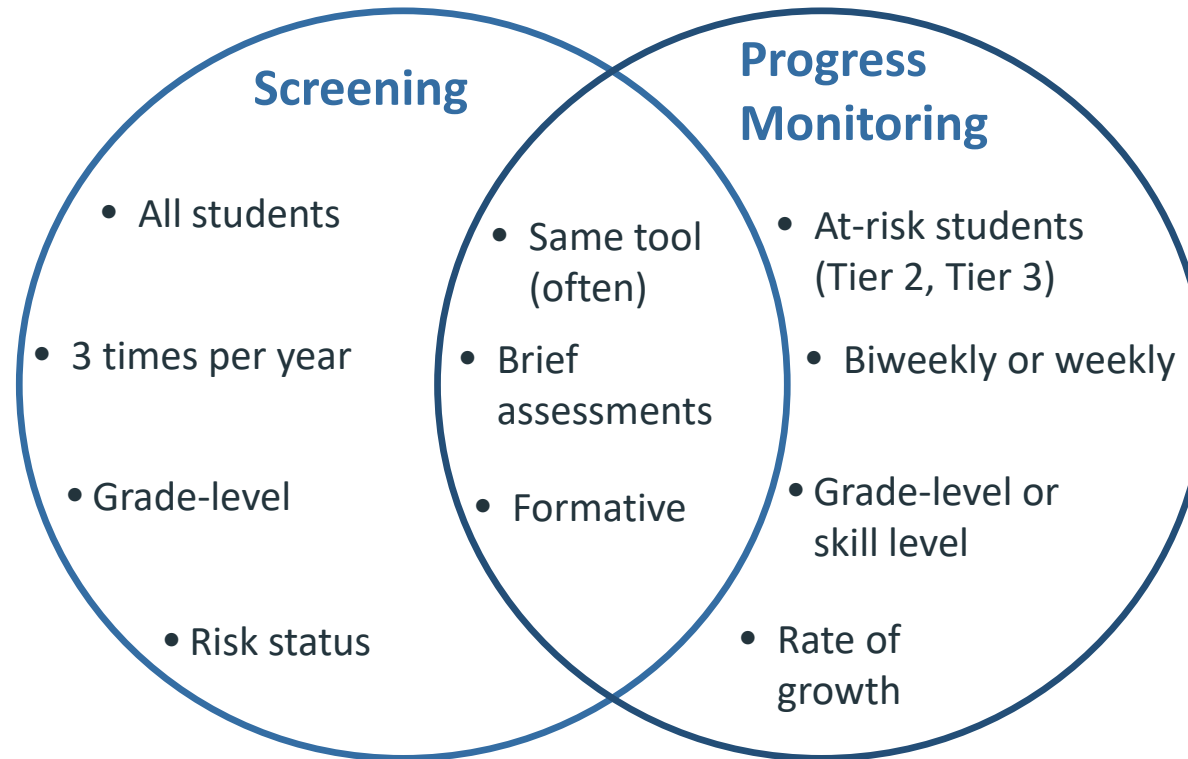 Screening
• All students
• 3 times per year
• Grade-level
• Risk status
• Same tool
(often)
• Brief
assessments
• Formative
Progress
Monitoring
• At-risk students
(Tier 2, Tier 3)
• Biweekly or weekly
• Grade-level or
skill level
• Rate of
growth